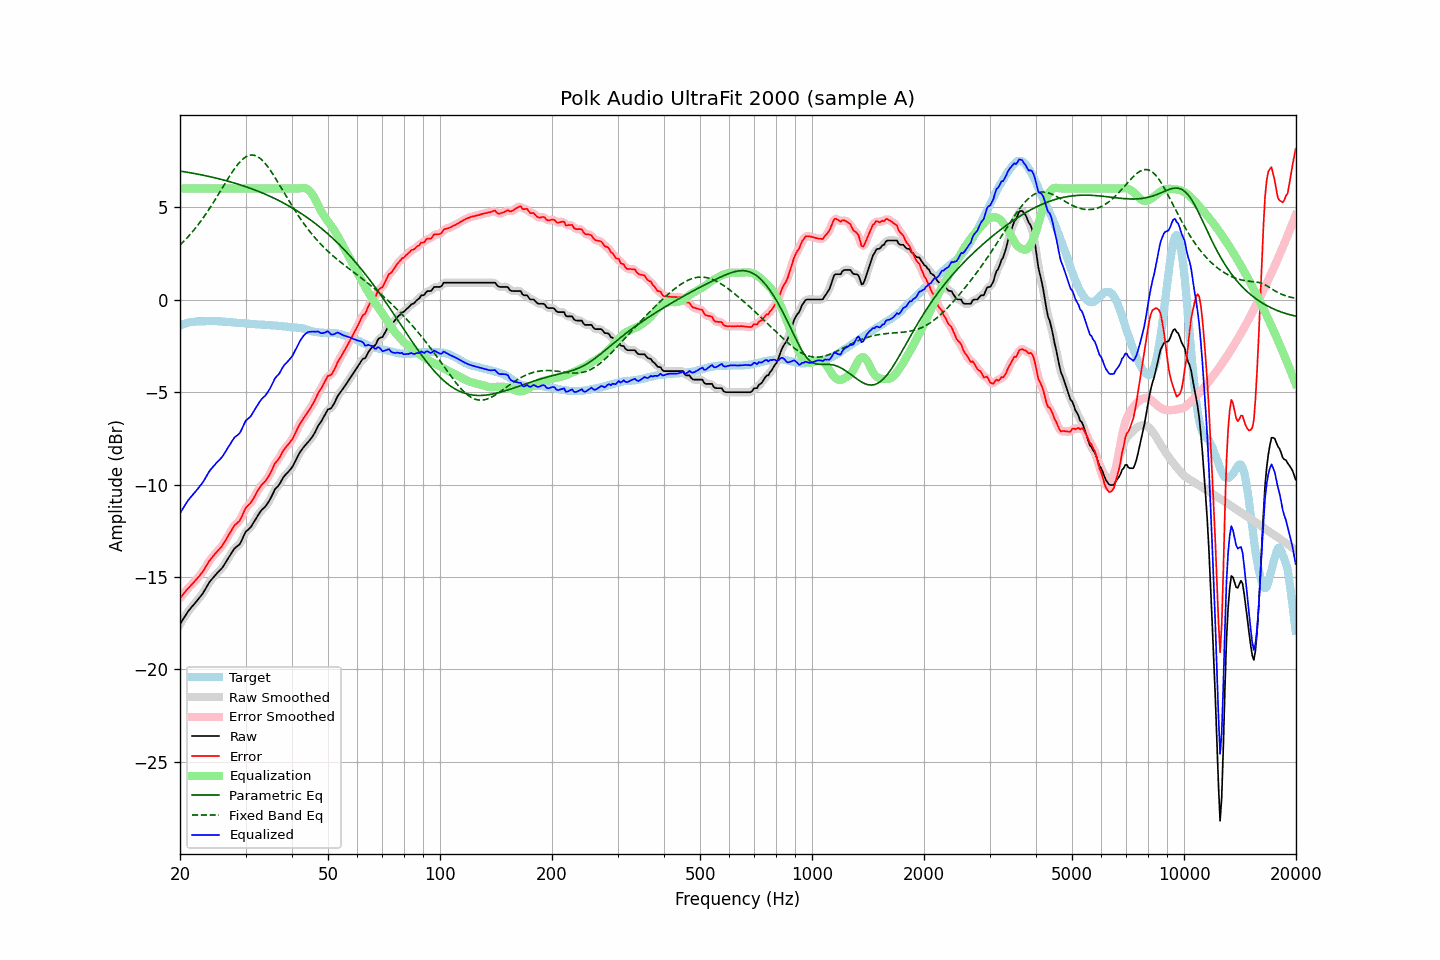 Polk Audio UltraFit 2000 (sample A)
Amplitude (dBr)
5
0
−5
−10
−15
−20
−25
Target
Raw Smoothed
Error Smoothed
Raw
Error
Equalization
Parametric Eq
Fixed Band Eq
Equalized
20 50 100 200 500 1000 2000 5000 10000 20000
Frequency (Hz)